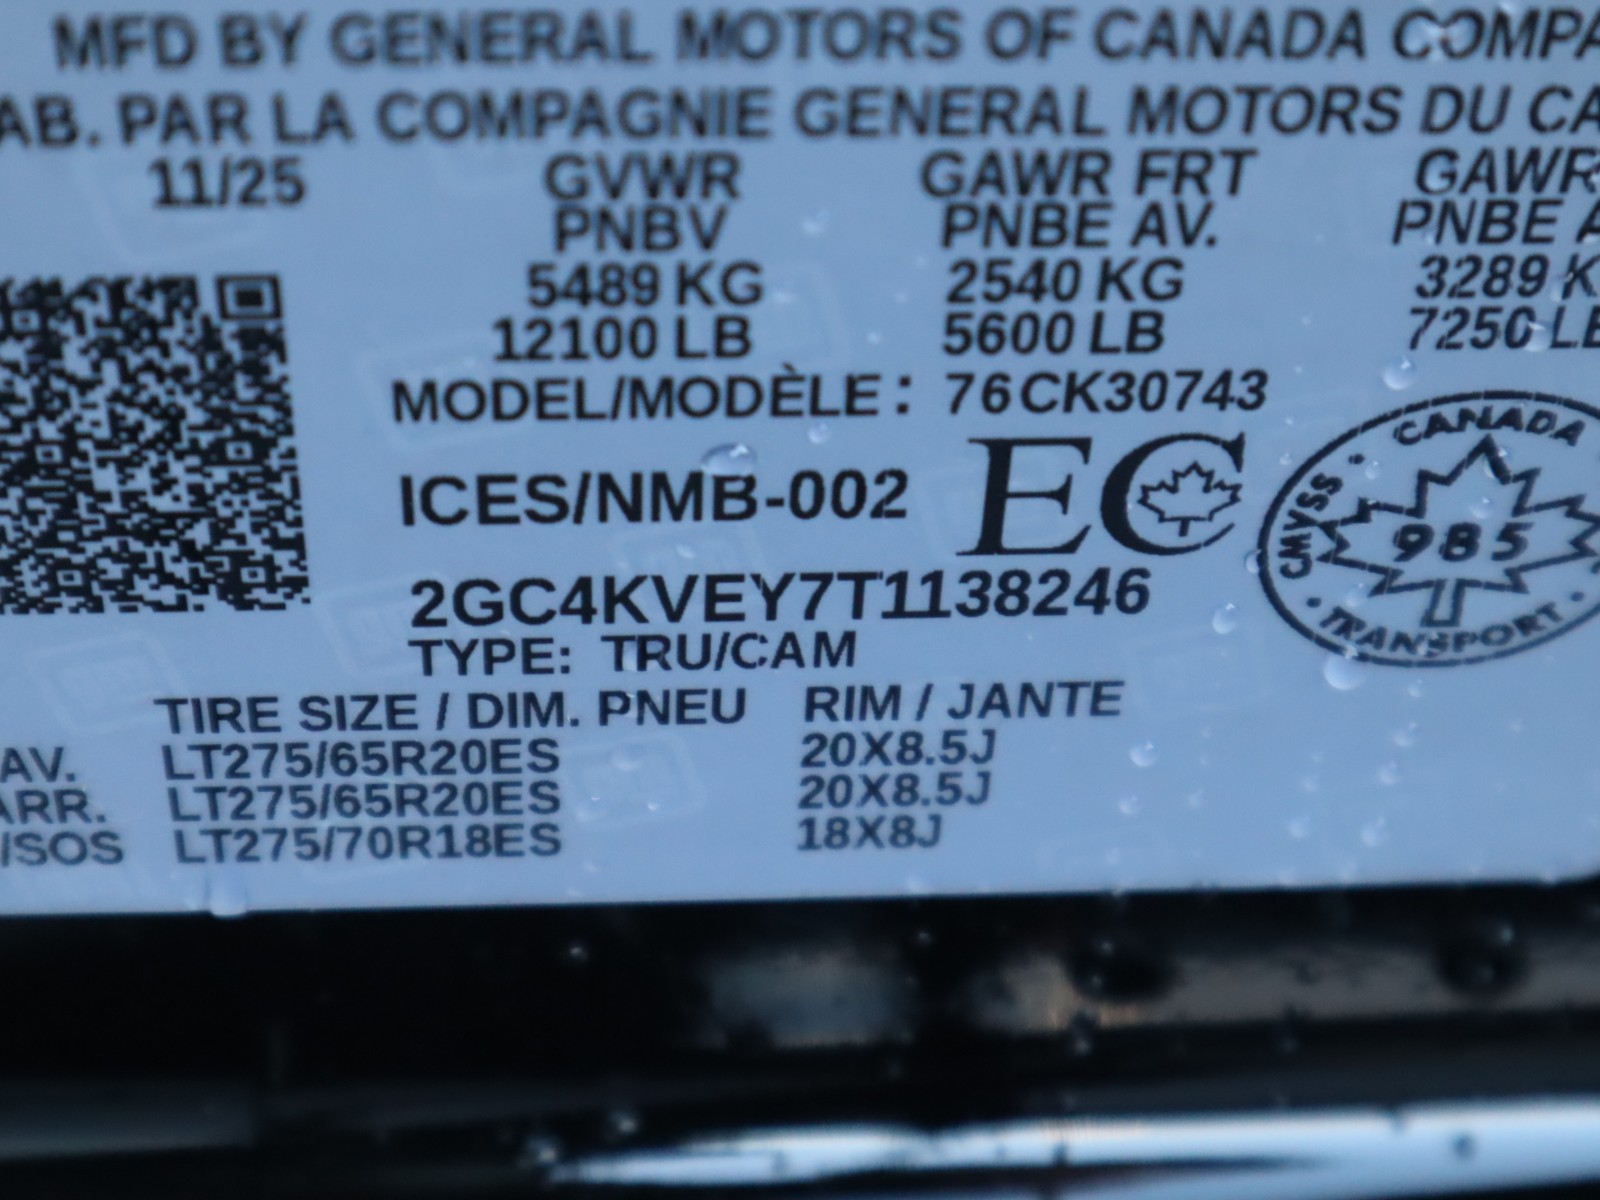 MFD BY GENERAL MOTORS OF CANADA COMPA
AB. PAR LA COMPAGNIE GENERAL MOTORS DU CA
11/25 GVWR GAWR FRT GAWR
PNBV PNBE AV. PNBE A
5489 KG 2540 KG 3289 K
12100 LB 5600 LB 7250 LB
MODEL/MODÈLE: 76CK30743
ICES/NMB-002 EC
CANADA
CMVSS
985
TRANSPORT
2GC4KVEY7T1138246
TYPE: TRU/CAM
TIRE SIZE / DIM. PNEU RIM / JANTE
AV. LT275/65R20ES 20X8.5J
ARR. LT275/65R20ES 20X8.5J
/SOS LT275/70R18ES 18X8J